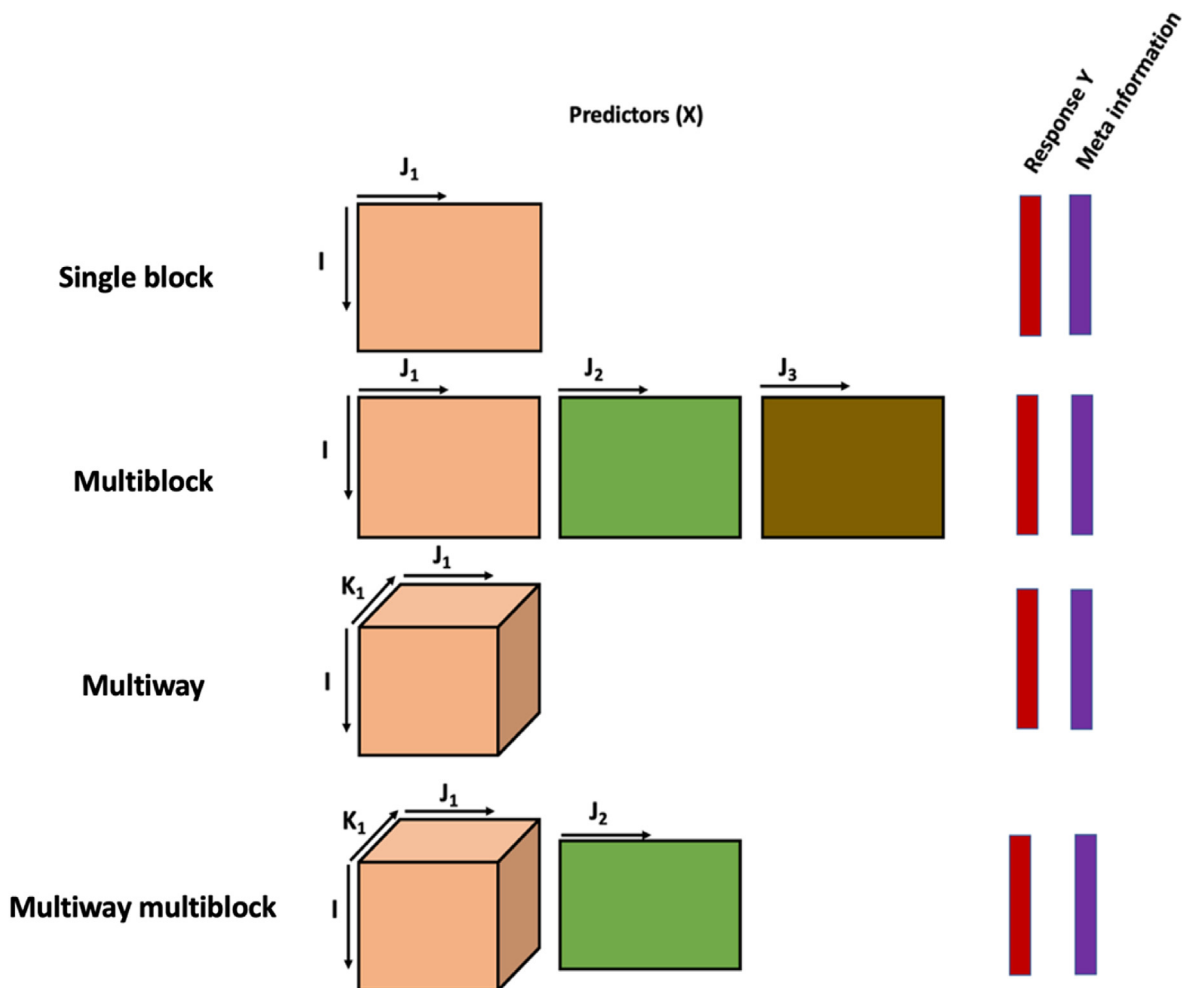 Predictors (X)
Response Y
Meta information
J₁
I
Single block
J₁
J₂
J₃
I
Multiblock
J₁
K₁
I
Multiway
J₁
K₁
J₂
I
Multiway multiblock